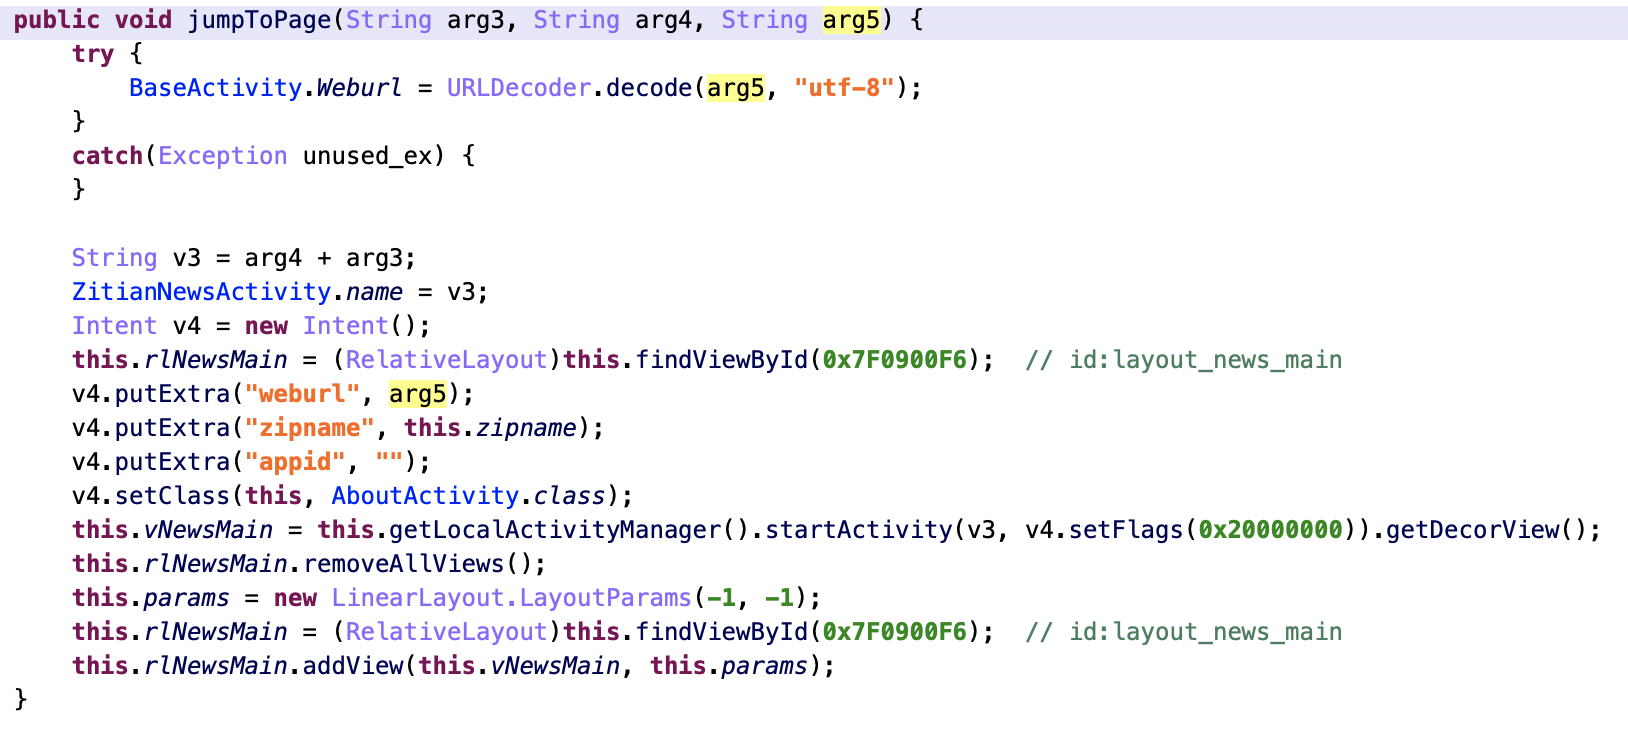 public void jumpToPage(String arg3, String arg4, String arg5) {
try {
BaseActivity.Weburl = URLDecoder.decode(arg5, "utf-8");
}
catch(Exception unused_ex) {
}
String v3 = arg4 + arg3;
ZitianNewsActivity.name = v3;
Intent v4 = new Intent();
this.rlNewsMain = (RelativeLayout)this.findViewById(0x7F0900F6);  // id:layout_news_main
v4.putExtra("weburl", arg5);
v4.putExtra("zipname", this.zipname);
v4.putExtra("appid", "");
v4.setClass(this, AboutActivity.class);
this.vNewsMain = this.getLocalActivityManager().startActivity(v3, v4.setFlags(0x20000000)).getDecorView();
this.rlNewsMain.removeAllViews();
this.params = new LinearLayout.LayoutParams(-1, -1);
this.rlNewsMain = (RelativeLayout)this.findViewById(0x7F0900F6);  // id:layout_news_main
this.rlNewsMain.addView(this.vNewsMain, this.params);
}